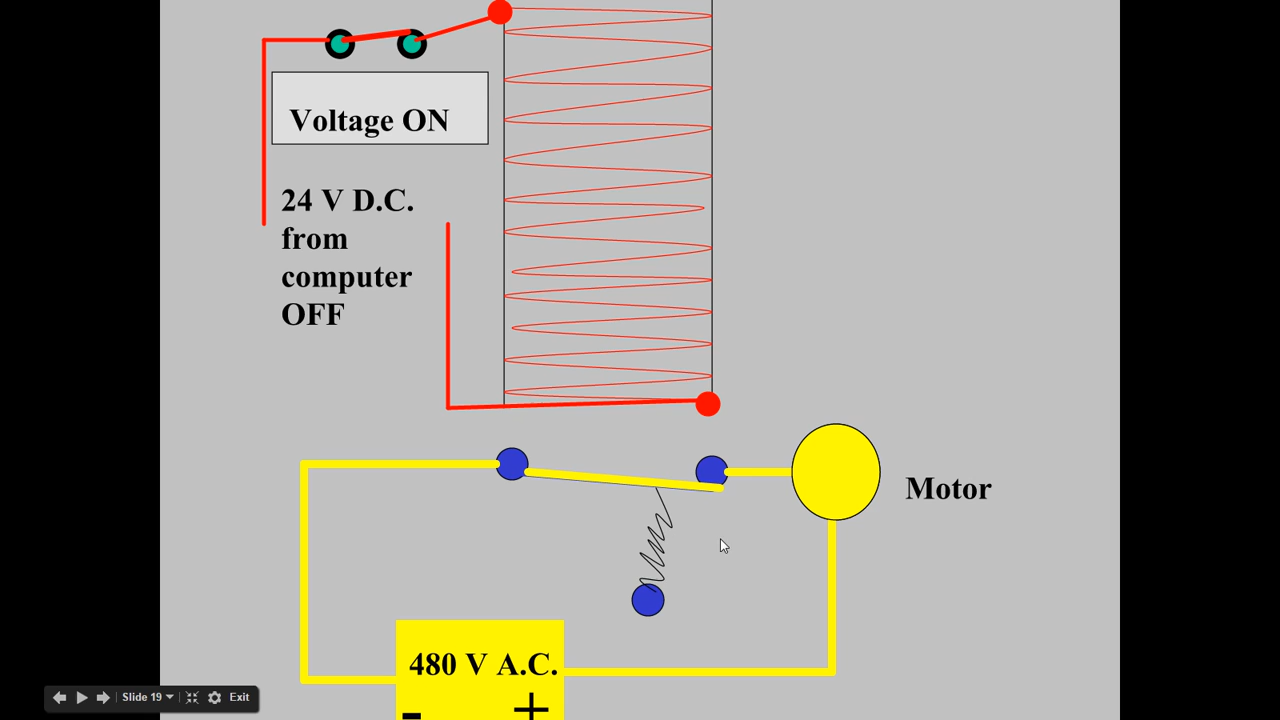 Voltage ON
24 V D.C.
from
computer
OFF
Motor
480 V A.C.
- +
Slide 19
Exit